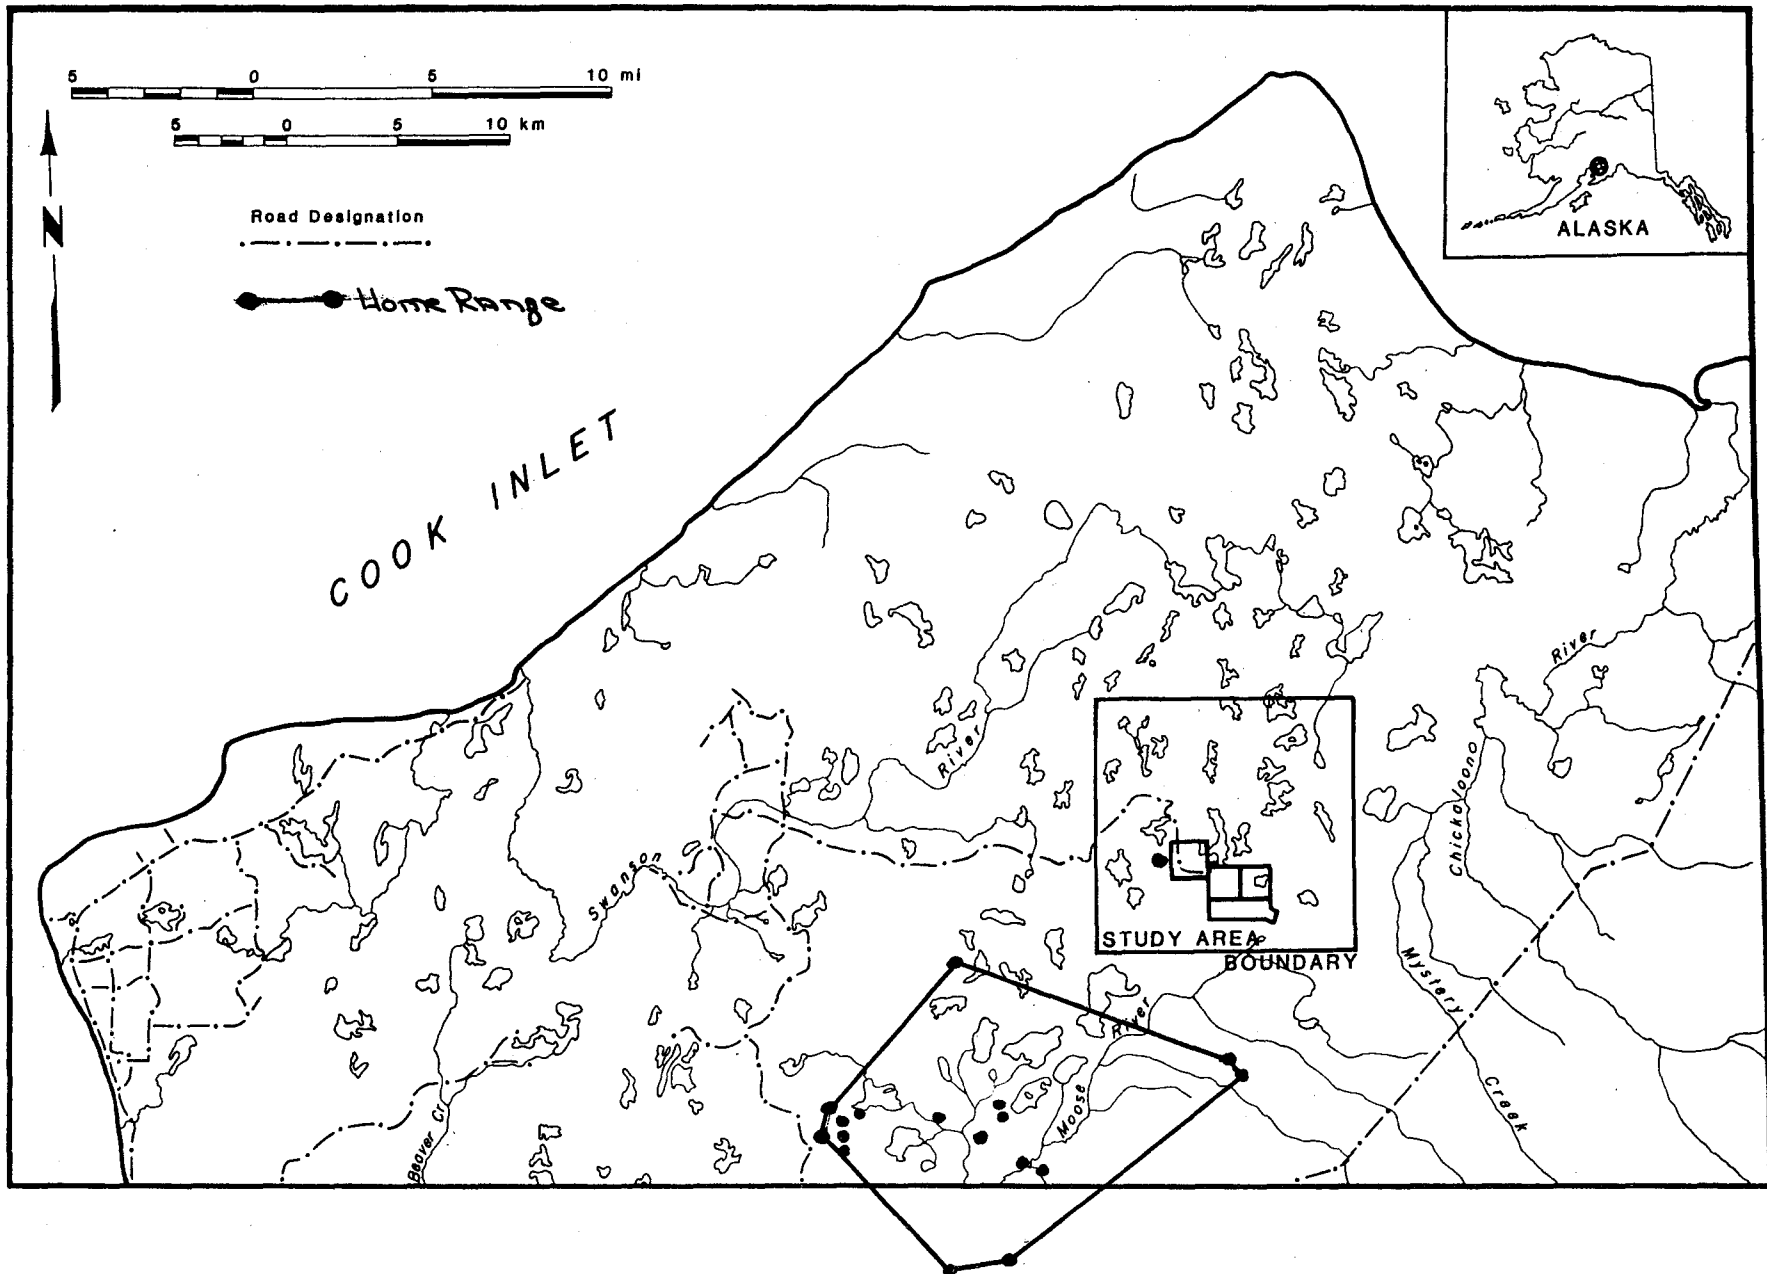 5 0 5 10 mi
5 0 5 10 km
N
Road Designation
Home Range
ALASKA
COOK INLET
River
River
Chickaloono
Swanson
STUDY AREA
BOUNDARY
Mystery
River
Moose
Creek
Beaver Cr